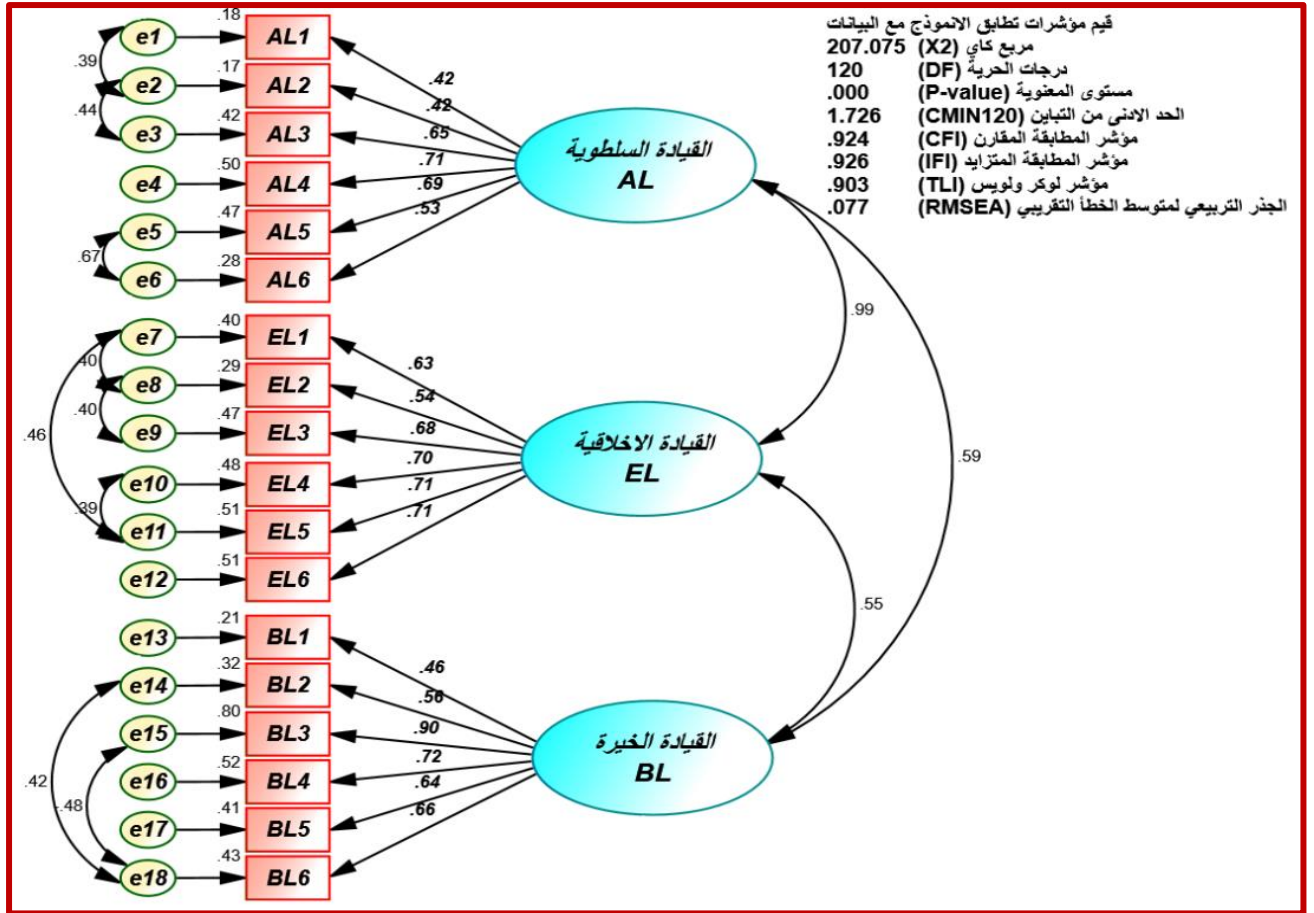 قيم مؤشرات تطابق الانموذج مع البيانات
مربع كاي (X2) 207.075
درجات الحرية (DF) 120
مستوى المعنوية (P-value) .000
الحد الادنى من التباين (CMIN120) 1.726
مؤشر المطابقة المقارن (CFI) .924
مؤشر المطابقة المتزايد (IFI) .926
مؤشر لوكر ولويس (TLI) .903
الجذر التربيعي لمتوسط الخطأ التقريبي (RMSEA) .077
e1 .18 AL1 .42
.39
e2 .17 AL2 .42
.44
e3 .42 AL3 .65
e4 .50 AL4 .71
e5 .47 AL5 .69
.67
e6 .28 AL6 .53
القيادة السلطوية
AL
.99
e7 .40 EL1 .63
.40
e8 .29 EL2 .54
.40
e9 .47 EL3 .68
.46
e10 .48 EL4 .70
.39
e11 .51 EL5 .71
e12 .51 EL6 .71
القيادة الاخلاقية
EL
.59
.55
e13 .21 BL1 .46
e14 .32 BL2 .56
e15 .80 BL3 .90
e16 .52 BL4 .72
.42
.48
e17 .41 BL5 .64
e18 .43 BL6 .66
القيادة الخيرة
BL